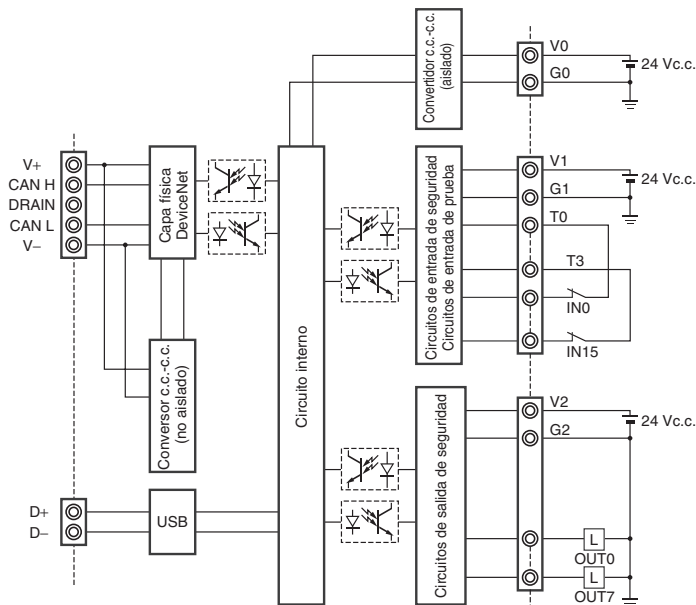 V+
CAN H
DRAIN
CAN L
V–
Capa física
DeviceNet
Conversor c.c.-c.c.
(no aislado)
D+
D–
USB
Circuito interno
Convertidor c.c.-c.c.
(aislado)
V0
G0
24 Vc.c.
Circuitos de entrada de seguridad
Circuitos de entrada de prueba
V1
G1
24 Vc.c.
T0
T3
IN0
IN15
Circuitos de salida de seguridad
V2
G2
24 Vc.c.
L
OUT0
L
OUT7